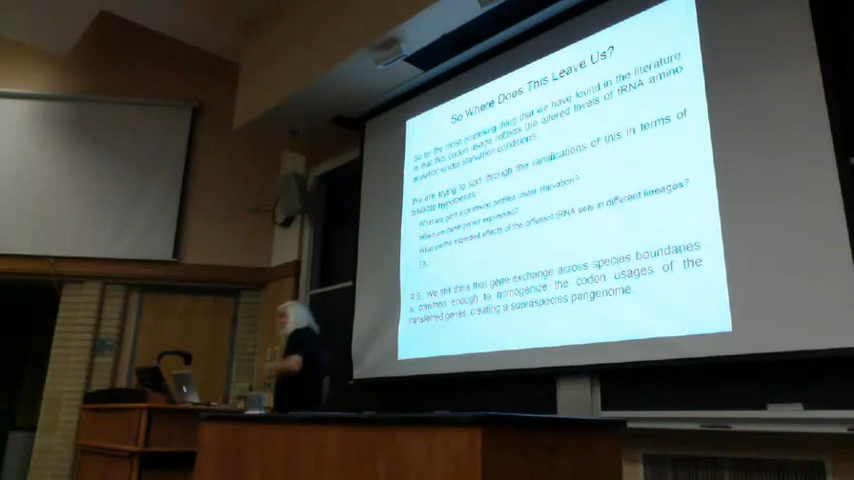 So Where Does This Leave Us?
So far the most promising thing that we have found in the literature
is that this codon usage reflects the altered levels of tRNA amino
acylation under starvation conditions.
We are trying to sort through the ramifications of this in terms of
testable hypotheses.
What are gene expression profiles under starvation?
When are these genes expressed?
What are the expected effects of the different tRNA sets in different lineages?
P.S. We still think that gene exchange across species boundaries
is common enough to homogenize the codon usages of the
transferred genes, creating a supraspecies pangenome.